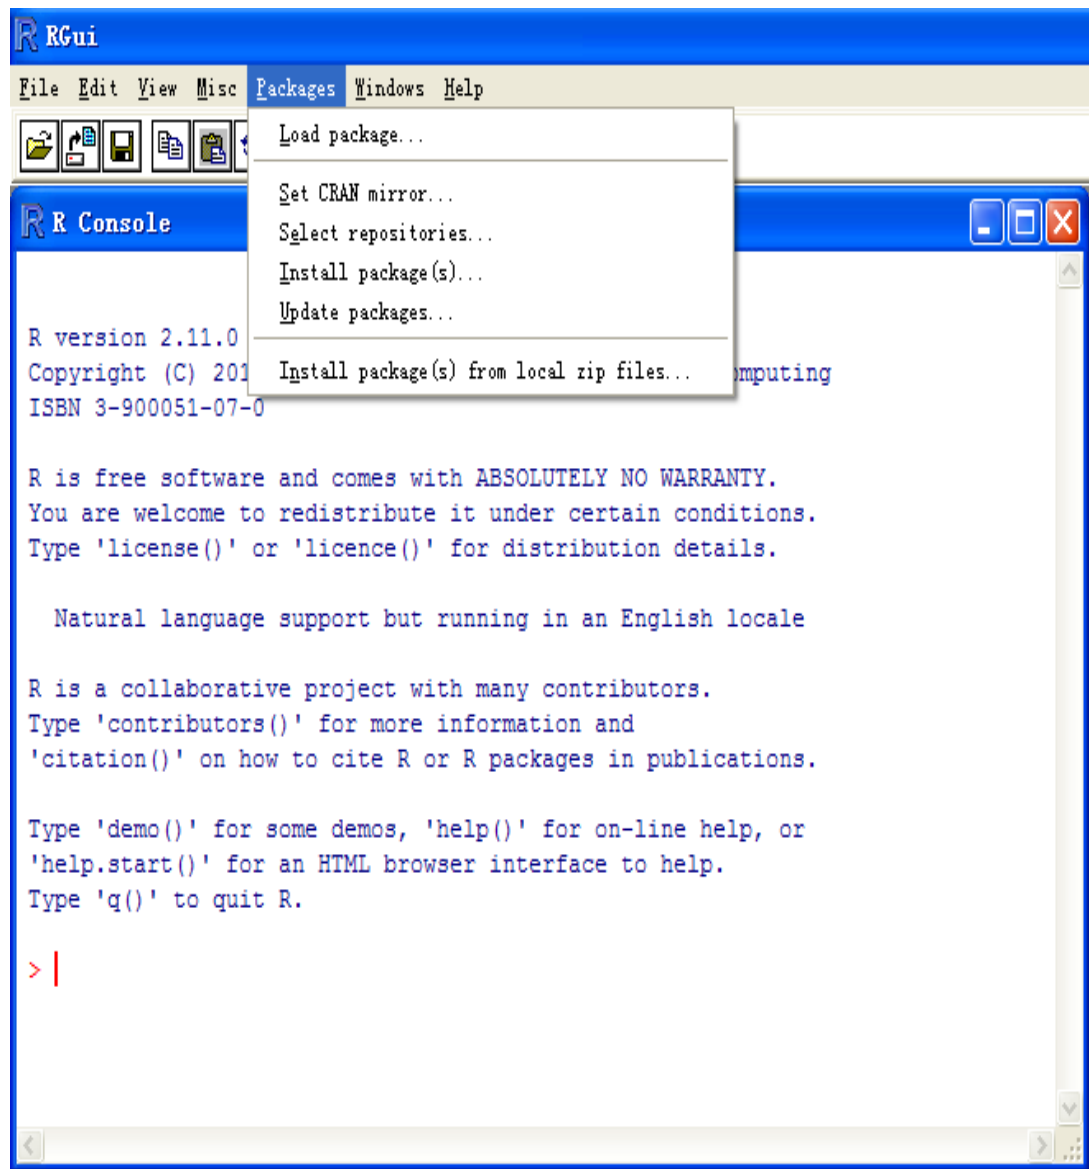 RGui
File Edit View Misc Packages Windows Help
Load package...
Set CRAN mirror...
Select repositories...
Install package(s)...
Update packages...
Install package(s) from local zip files...
R Console
R version 2.11.0
Copyright (C) 201
ISBN 3-900051-07-0
R is free software and comes with ABSOLUTELY NO WARRANTY.
You are welcome to redistribute it under certain conditions.
Type 'license()' or 'licence()' for distribution details.
Natural language support but running in an English locale
R is a collaborative project with many contributors.
Type 'contributors()' for more information and
'citation()' on how to cite R or R packages in publications.
Type 'demo()' for some demos, 'help()' for on-line help, or
'help.start()' for an HTML browser interface to help.
Type 'q()' to quit R.
>